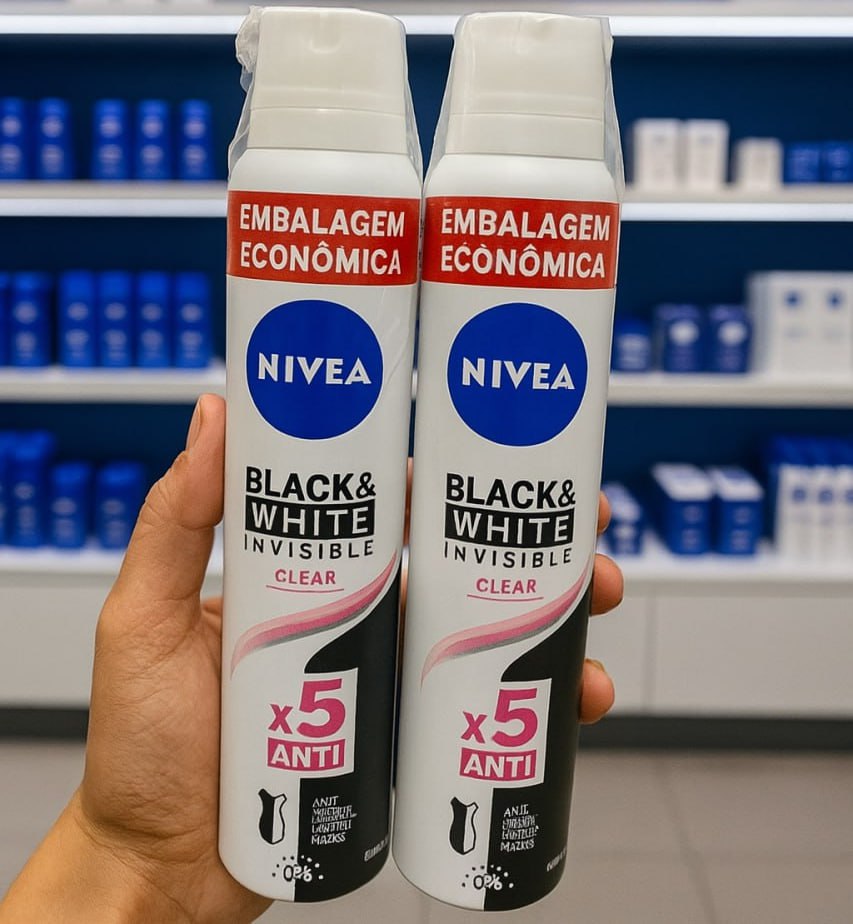 EMBALAGEM
ECONÔMICA
NIVEA
BLACK&
WHITE
INVISIBLE
CLEAR
x5
ANTI
0%
EMBALAGEM
ECÒNÔMICA
NIVEA
BLACK&
WHITE
INVISIBLE
CLEAR
x5
ANTI
0%